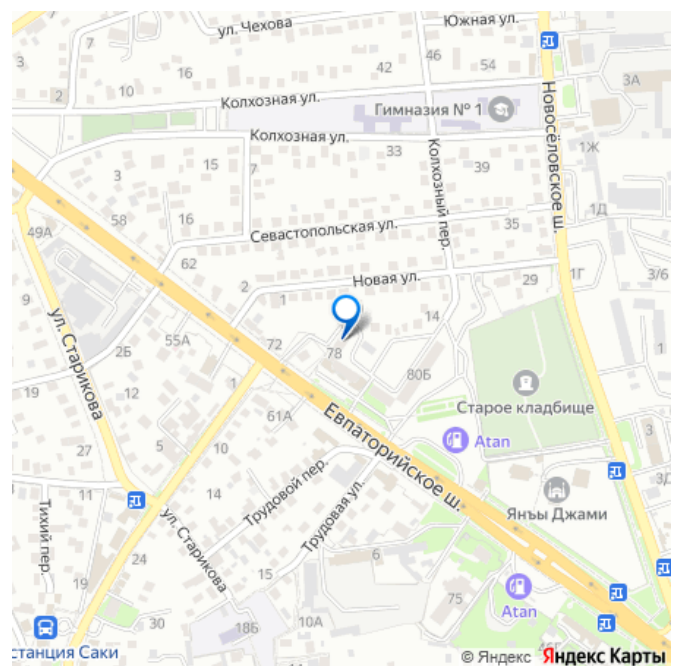 ул. Чехова
Южная ул.
7
3
2
10
16
42
46
54
3А
Колхозная ул.
Гимназия № 1
Новосёловское ш.
Колхозная ул.
1Ж
3
15
7
33
39
Колхозный пер.
58
16
Севастопольская ул.
35
1Д
49А
62
Новая ул.
29
1Г
3/6
9
2
1
ул. Старикова
2Б
55А
72
78
14
80Б
19
1
61А
Евпаторийское ш.
Старое кладбище
Atan
27
5
10
3
Тихий пер.
11
14
Трудовой пер.
Трудовая ул.
Янъы Джами
3Д
ул. Старикова
24
19
15
6
75
Atan
30
18Б
10А
станция Саки
© Яндекс Яндекс Карты